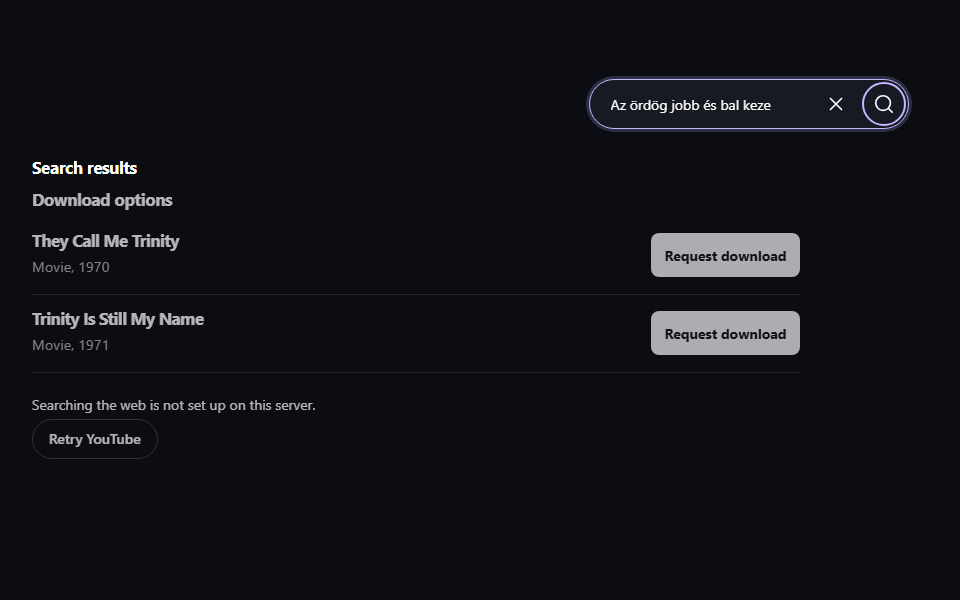 Az ördög jobb és bal keze
Search results
Download options
They Call Me Trinity
Movie, 1970
Request download
Trinity Is Still My Name
Movie, 1971
Request download
Searching the web is not set up on this server.
Retry YouTube